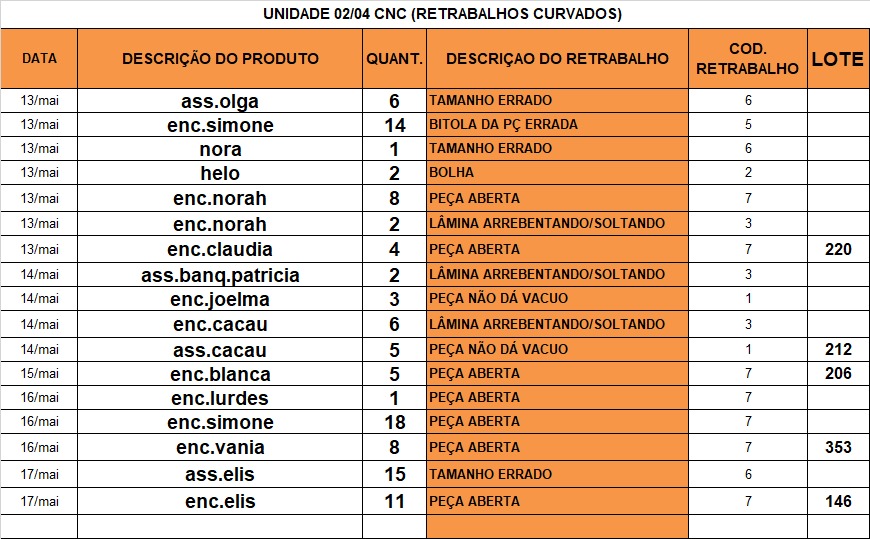 UNIDADE 02/04 CNC (RETRABALHOS CURVADOS)
DATA DESCRIÇÃO DO PRODUTO QUANT. DESCRIÇAO DO RETRABALHO COD. RETRABALHO LOTE
13/mai ass.olga 6 TAMANHO ERRADO 6
13/mai enc.simone 14 BITOLA DA PÇ ERRADA 5
13/mai nora 1 TAMANHO ERRADO 6
13/mai helo 2 BOLHA 2
13/mai enc.norah 8 PEÇA ABERTA 7
13/mai enc.norah 2 LÂMINA ARREBENTANDO/SOLTANDO 3
13/mai enc.claudia 4 PEÇA ABERTA 7 220
14/mai ass.banq.patricia 2 LÂMINA ARREBENTANDO/SOLTANDO 3
14/mai enc.joelma 3 PEÇA NÃO DÁ VACUO 1
14/mai enc.cacau 6 LÂMINA ARREBENTANDO/SOLTANDO 3
14/mai ass.cacau 5 PEÇA NÃO DÁ VACUO 1 212
15/mai enc.blanca 5 PEÇA ABERTA 7 206
16/mai enc.lurdes 1 PEÇA ABERTA 7
16/mai enc.simone 18 PEÇA ABERTA 7
16/mai enc.vania 8 PEÇA ABERTA 7 353
17/mai ass.elis 15 TAMANHO ERRADO 6
17/mai enc.elis 11 PEÇA ABERTA 7 146